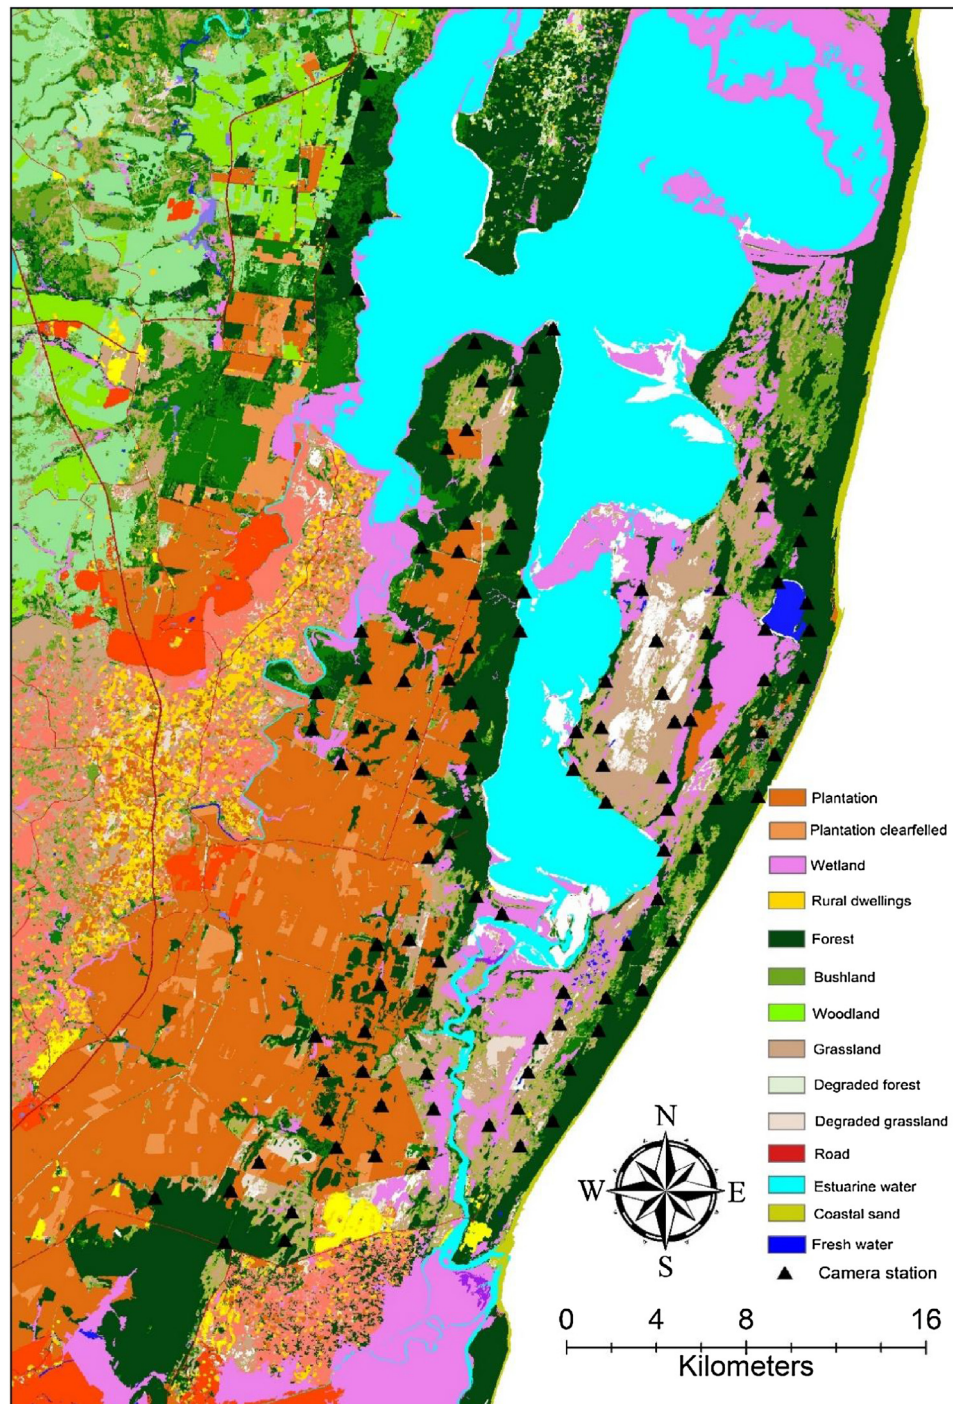 Plantation
Plantation clearfelled
Wetland
Rural dwellings
Forest
Bushland
Woodland
Grassland
Degraded forest
Degraded grassland
Road
Estuarine water
Coastal sand
Fresh water
Camera station
N
W E
S
0 4 8 16
Kilometers